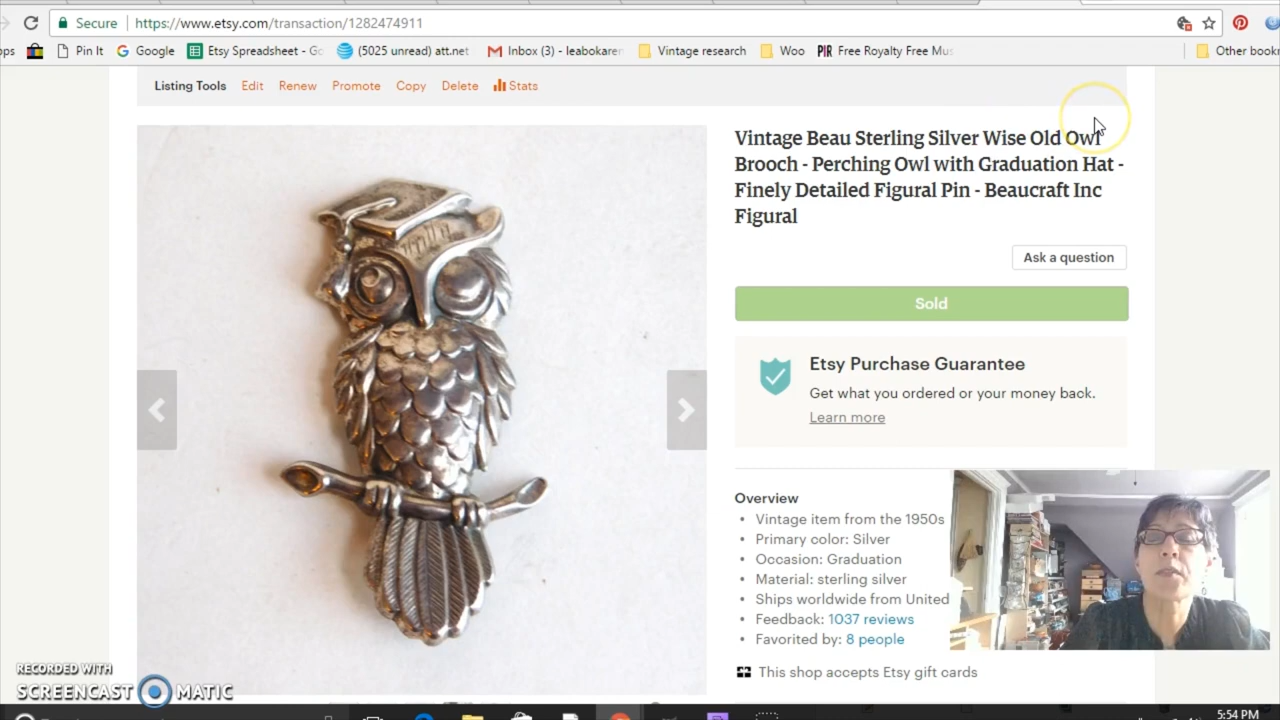 Secure https://www.etsy.com/transaction/1282474911
Pin It Google Etsy Spreadsheet - Go (5025 unread) att.net Inbox (3) - leabokaren Vintage research Woo PIR Free Royalty Free Mus Other book
Listing Tools Edit Renew Promote Copy Delete Stats
Vintage Beau Sterling Silver Wise Old Owl
Brooch - Perching Owl with Graduation Hat -
Finely Detailed Figural Pin - Beaucraft Inc
Figural
Ask a question
Sold
Etsy Purchase Guarantee
Get what you ordered or your money back.
Learn more
Overview
• Vintage item from the 1950s
• Primary color: Silver
• Occasion: Graduation
• Material: sterling silver
• Ships worldwide from United
• Feedback: 1037 reviews
• Favorited by: 8 people
This shop accepts Etsy gift cards
RECORDED WITH
SCREENCAST MATIC
5:54 PM